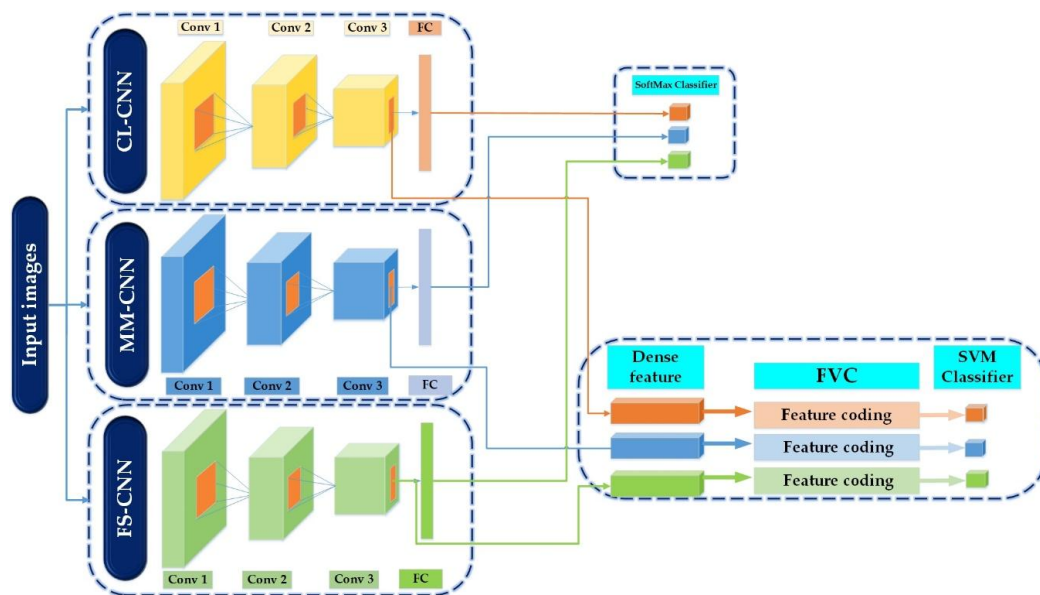 Input images
CL-CNN
Conv 1
Conv 2
Conv 3
FC
MM-CNN
Conv 1
Conv 2
Conv 3
FC
FS-CNN
Conv 1
Conv 2
Conv 3
FC
SoftMax Classifier
Dense
feature
FVC
SVM
Classifier
Feature coding
Feature coding
Feature coding